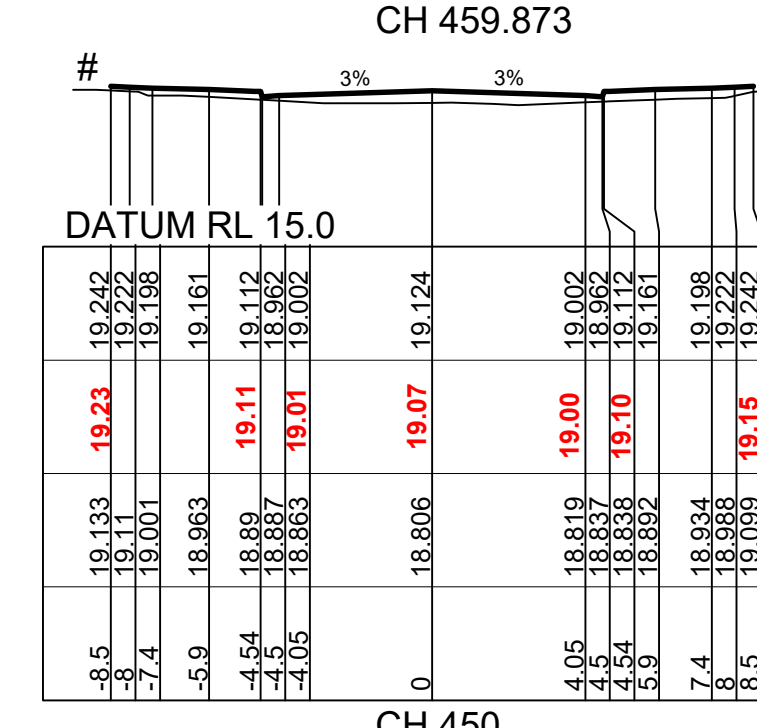 CH 459.873
#
3% 3%
DATUM RL 15.0
19.242 19.222 19.198 19.161 19.112 18.962 19.002 19.124 19.002 18.962 19.112 19.161 19.198 19.222 19.242
19.23 19.11 19.01 19.07 19.00 19.10 19.15
19.133 19.11 19.001 18.963 18.89 18.887 18.863 18.806 18.819 18.837 18.838 18.892 18.934 18.988 19.099
-8.5 -8 -7.4 -5.9 -4.54 -4.5 -4.05 0 4.05 4.5 4.54 5.9 7.4 8 8.5
CH 450